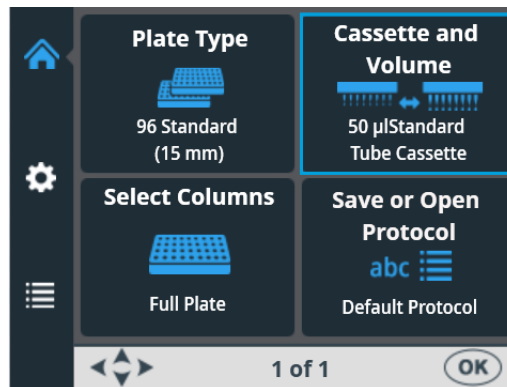 Plate Type
96 Standard
(15 mm)
Cassette and
Volume
50 µlStandard
Tube Cassette
Select Columns
Full Plate
Save or Open
Protocol
abc
Default Protocol
1 of 1
OK